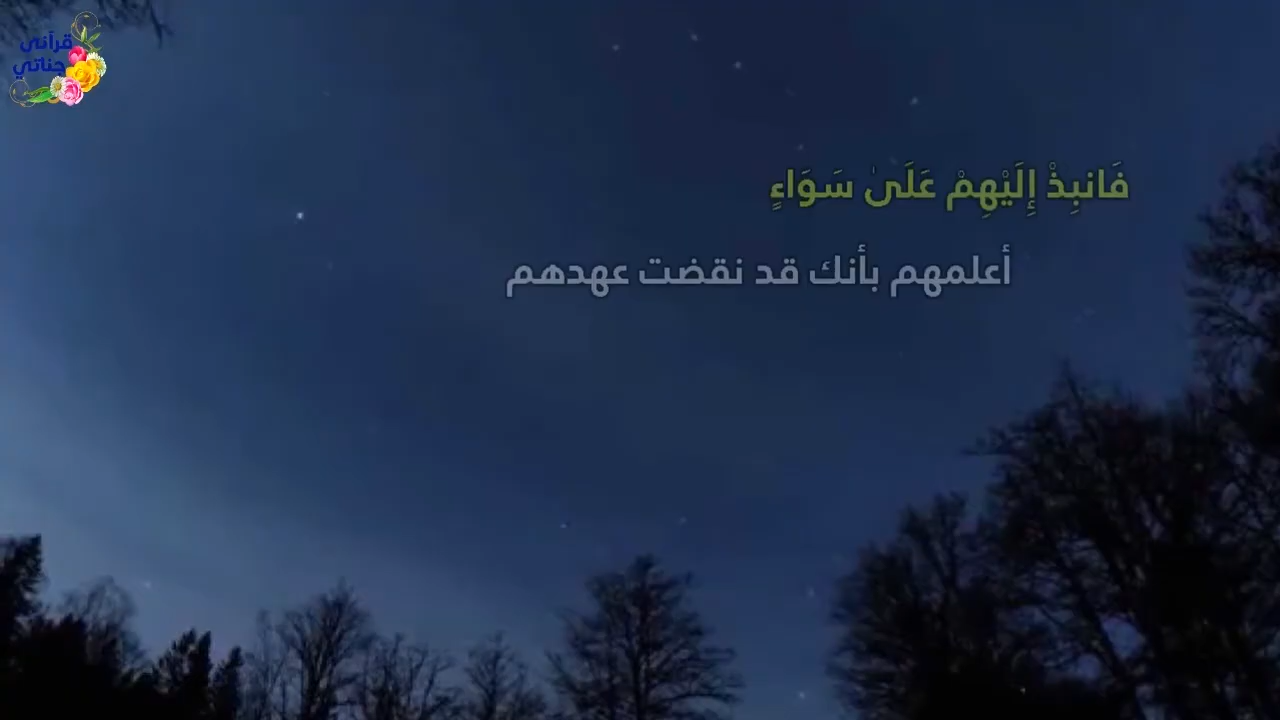 قرآني
جناتي
فَانبِذْ إِلَيْهِمْ عَلَىٰ سَوَاءٍ
أعلمهم بأنك قد نقضت عهدهم